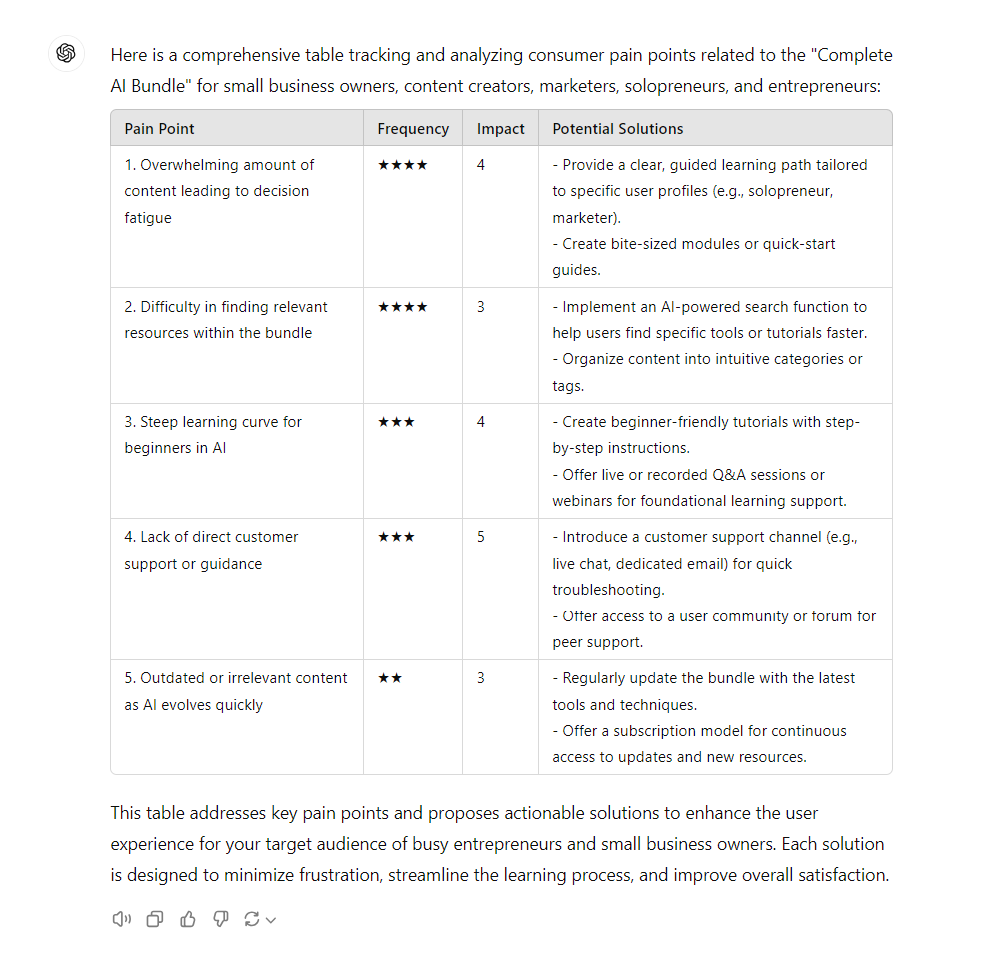 Here is a comprehensive table tracking and analyzing consumer pain points related to the "Complete
AI Bundle" for small business owners, content creators, marketers, solopreneurs, and entrepreneurs:
Pain Point Frequency Impact Potential Solutions
1. Overwhelming amount of ★★★★ 4 - Provide a clear, guided learning path tailored
content leading to decision to specific user profiles (e.g., solopreneur,
fatigue marketer).
- Create bite-sized modules or quick-start
guides.
2. Difficulty in finding relevant ★★★★ 3 - Implement an AI-powered search function to
resources within the bundle help users find specific tools or tutorials faster.
- Organize content into intuitive categories or
tags.
3. Steep learning curve for ★★★ 4 - Create beginner-friendly tutorials with step-
beginners in AI by-step instructions.
- Offer live or recorded Q&A sessions or
webinars for foundational learning support.
4. Lack of direct customer ★★★ 5 - Introduce a customer support channel (e.g.,
support or guidance live chat, dedicated email) for quick
troubleshooting.
- Offer access to a user community or forum for
peer support.
5. Outdated or irrelevant content ★★ 3 - Regularly update the bundle with the latest
as AI evolves quickly tools and techniques.
- Offer a subscription model for continuous
access to updates and new resources.
This table addresses key pain points and proposes actionable solutions to enhance the user
experience for your target audience of busy entrepreneurs and small business owners. Each solution
is designed to minimize frustration, streamline the learning process, and improve overall satisfaction.